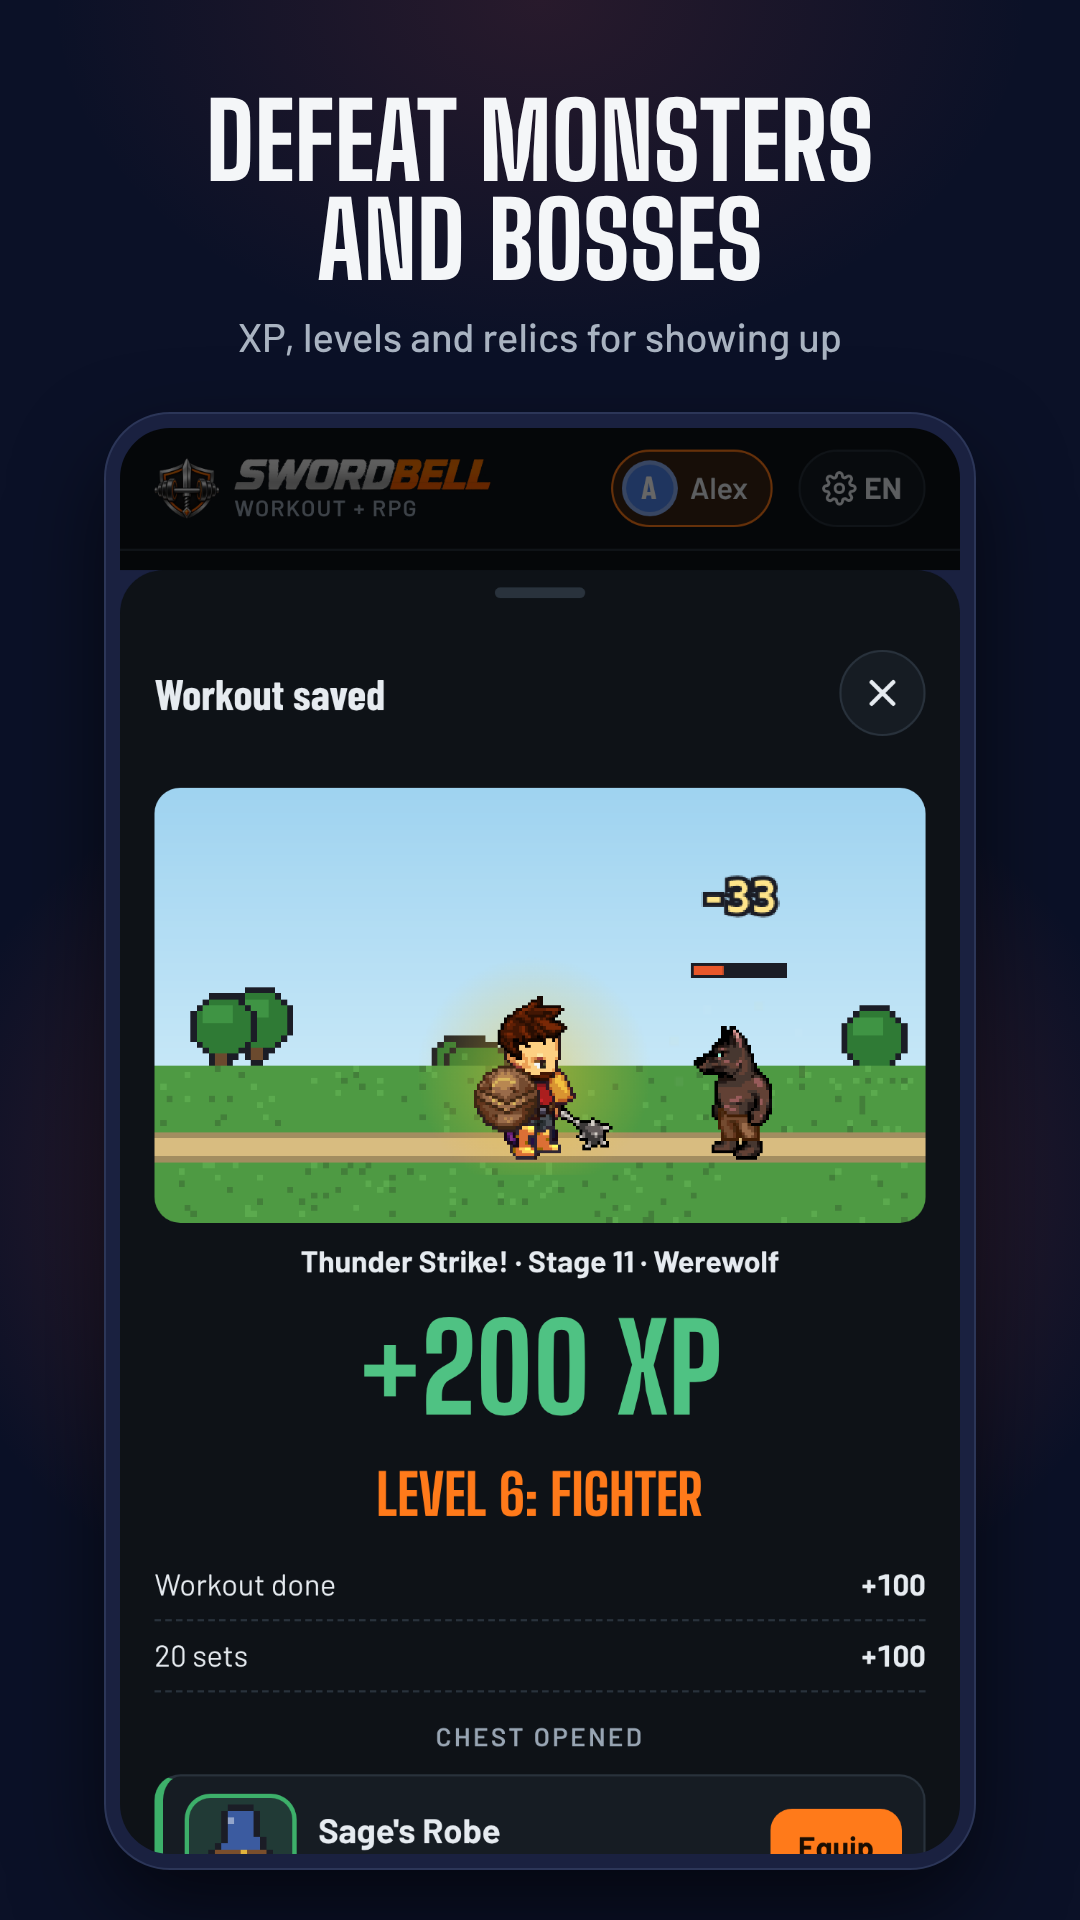 DEFEAT MONSTERS
AND BOSSES
XP, levels and relics for showing up
SWORDBELL
WORKOUT + RPG
A Alex
EN
Workout saved
-33
Thunder Strike! · Stage 11 · Werewolf
+200 XP
LEVEL 6: FIGHTER
Workout done +100
20 sets +100
CHEST OPENED
Sage's Robe
Equip